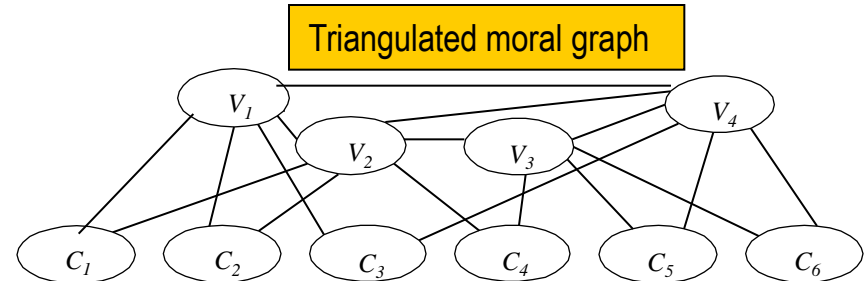 Triangulated moral graph
V1
V4
V2
V3
C1
C2
C3
C4
C5
C6